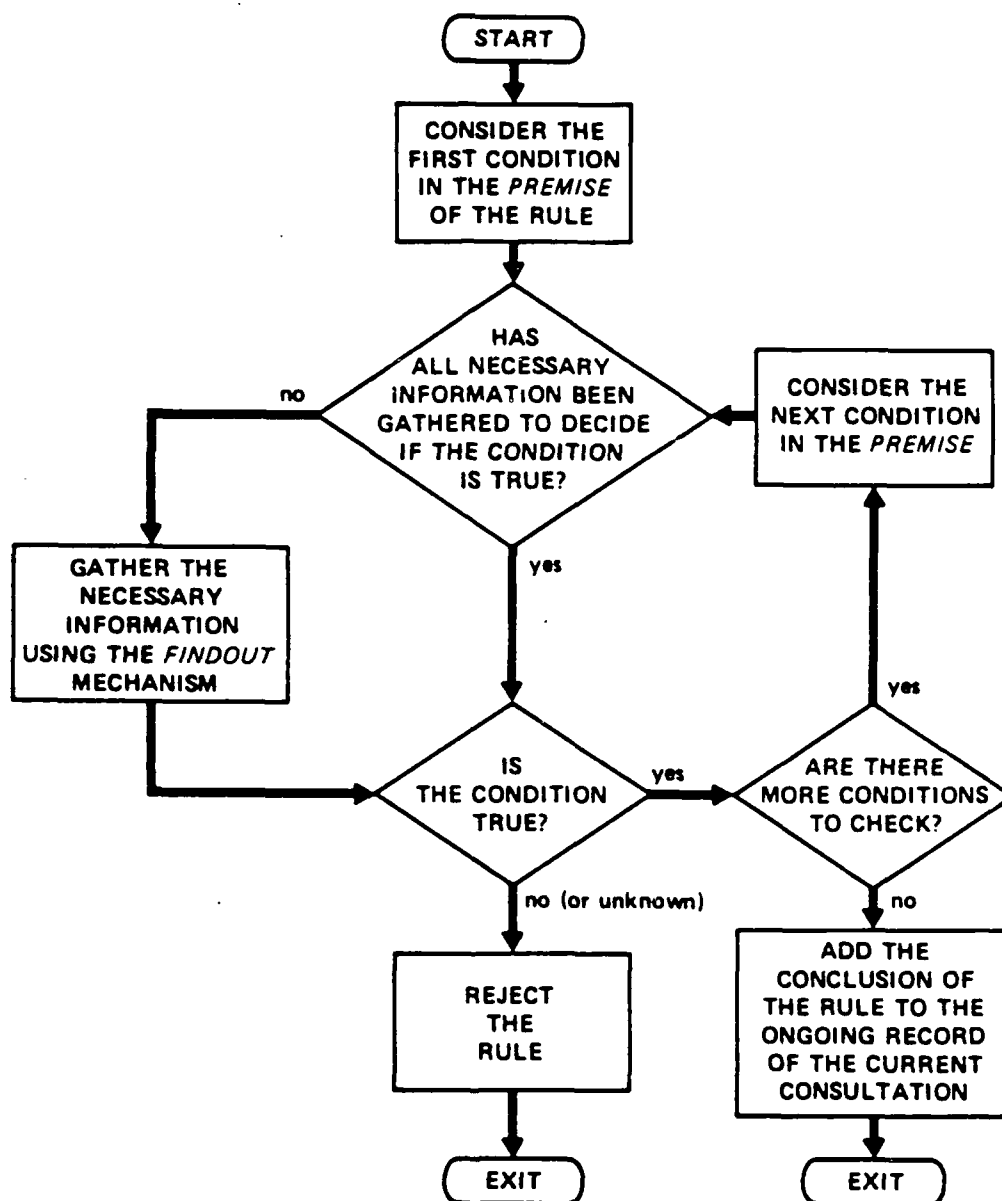 START
CONSIDER THE
FIRST CONDITION
IN THE PREMISE
OF THE RULE
HAS
ALL NECESSARY
INFORMATION BEEN
GATHERED TO DECIDE
IF THE CONDITION
IS TRUE?
no
yes
CONSIDER THE
NEXT CONDITION
IN THE PREMISE
GATHER THE
NECESSARY
INFORMATION
USING THE FINDOUT
MECHANISM
IS
THE CONDITION
TRUE?
yes
yes
ARE THERE
MORE CONDITIONS
TO CHECK?
no (or unknown)
no
REJECT
THE
RULE
ADD THE
CONCLUSION OF
THE RULE TO THE
ONGOING RECORD
OF THE CURRENT
CONSULTATION
EXIT
EXIT